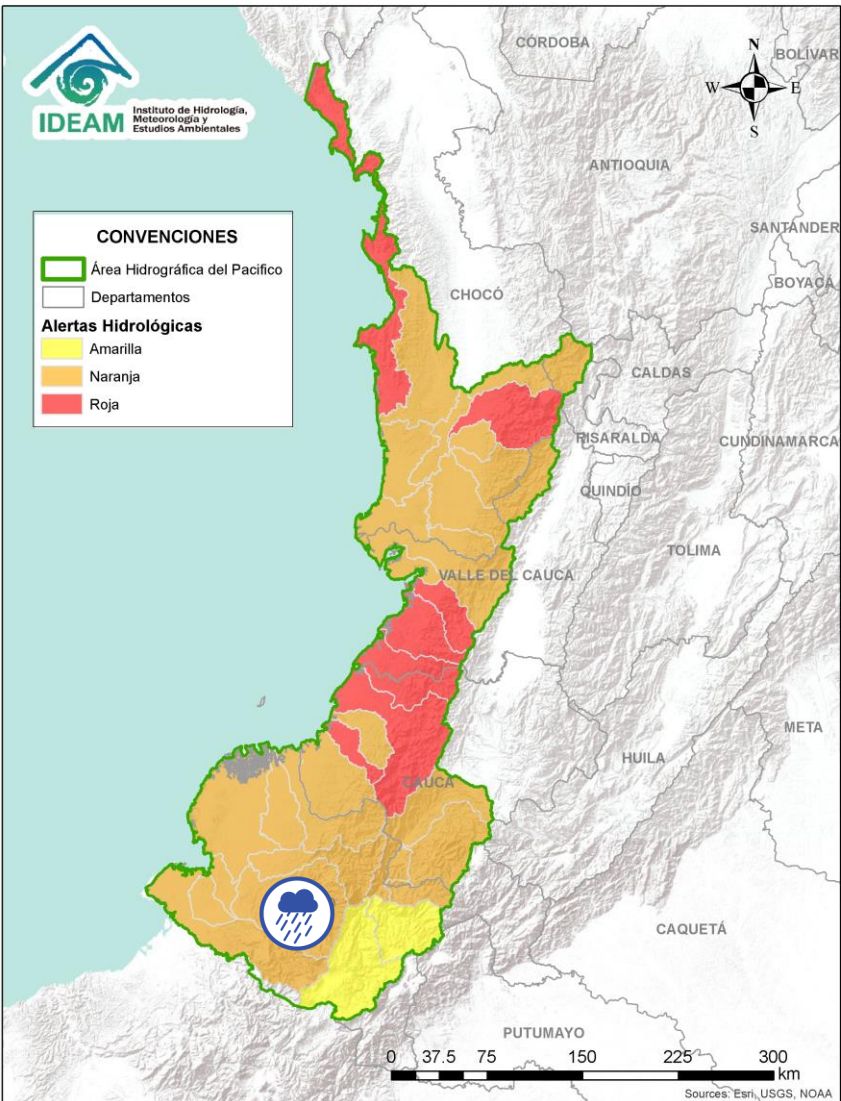 IDEAM
Instituto de Hidrología,
Meteorología y
Estudios Ambientales
N
W
E
S
CÓRDOBA
BOLIVAR
ANTIOQUIA
SANTANDER
BOYACÁ
CHOCÓ
CALDAS
RISARALDA
CUNDINAMARCA
QUINDÍO
TOLIMA
VALLE DEL CAUCA
META
HUILA
CAUCA
CAQUETÁ
PUTUMAYO
CONVENCIONES
Área Hidrográfica del Pacifico
Departamentos
Alertas Hidrológicas
Amarilla
Naranja
Roja
0 37.5 75 150 225 300
km
Sources: Esri, USGS, NOAA